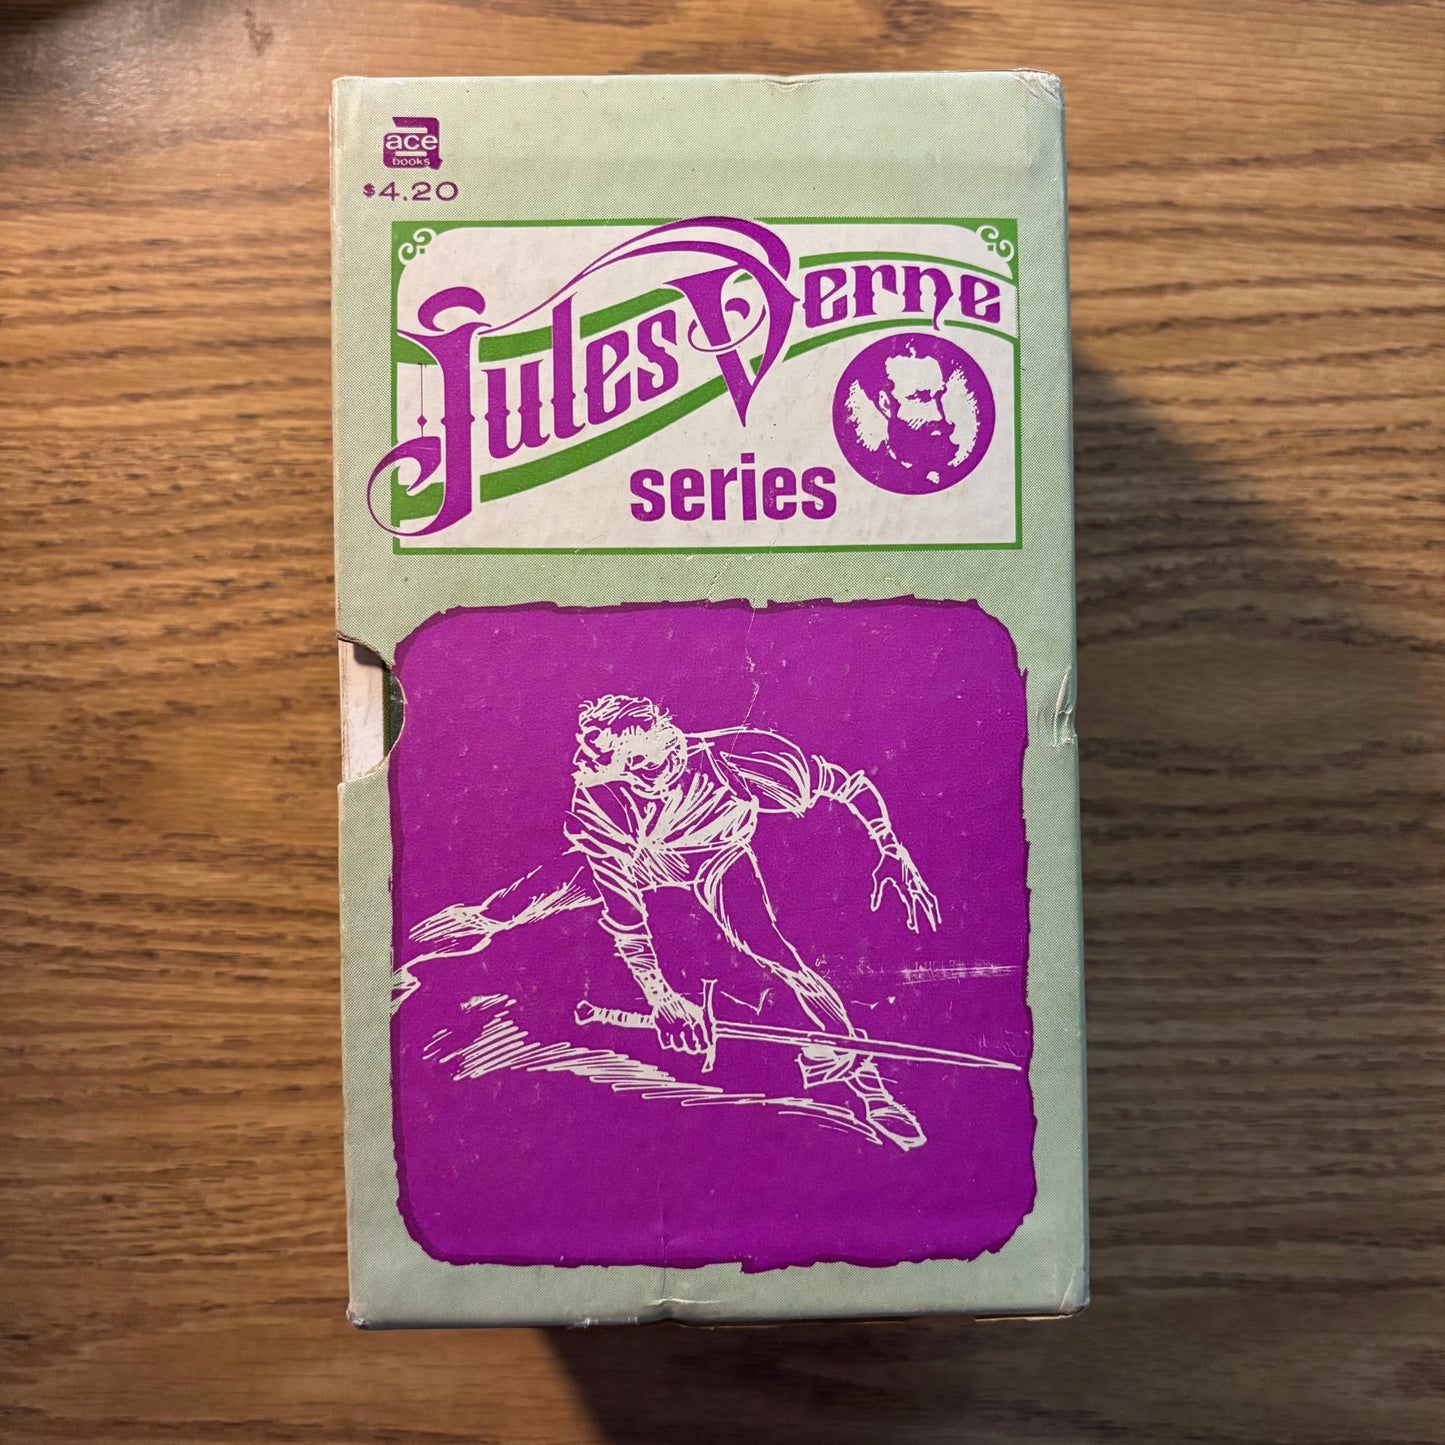 ace
books
$4.20
Jules Verne
series